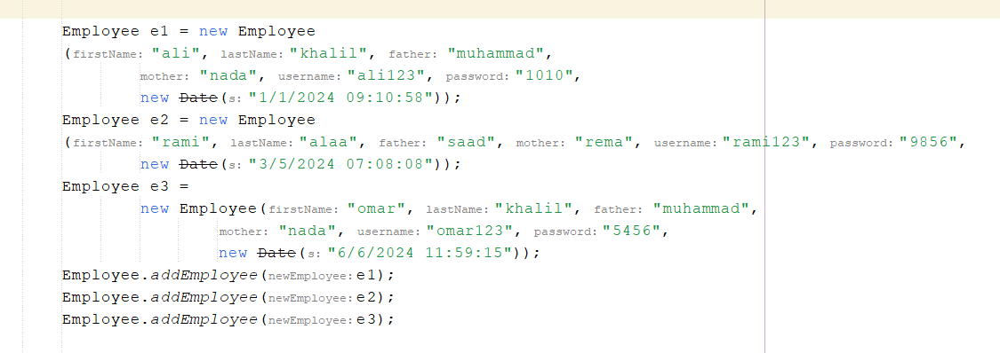 Employee e1 = new Employee
(firstName: "ali", lastName: "khalil", father: "muhammad",
mother: "nada", username: "ali123", password: "1010",
new Date(s: "1/1/2024 09:10:58"));
Employee e2 = new Employee
(firstName: "rami", lastName: "alaa", father: "saad", mother: "rema", username: "rami123", password: "9856",
new Date(s: "3/5/2024 07:08:08"));
Employee e3 =
new Employee(firstName: "omar", lastName: "khalil", father: "muhammad",
mother: "nada", username: "omar123", password: "5456",
new Date(s: "6/6/2024 11:59:15"));
Employee.addEmployee(newEmployee: e1);
Employee.addEmployee(newEmployee: e2);
Employee.addEmployee(newEmployee: e3);